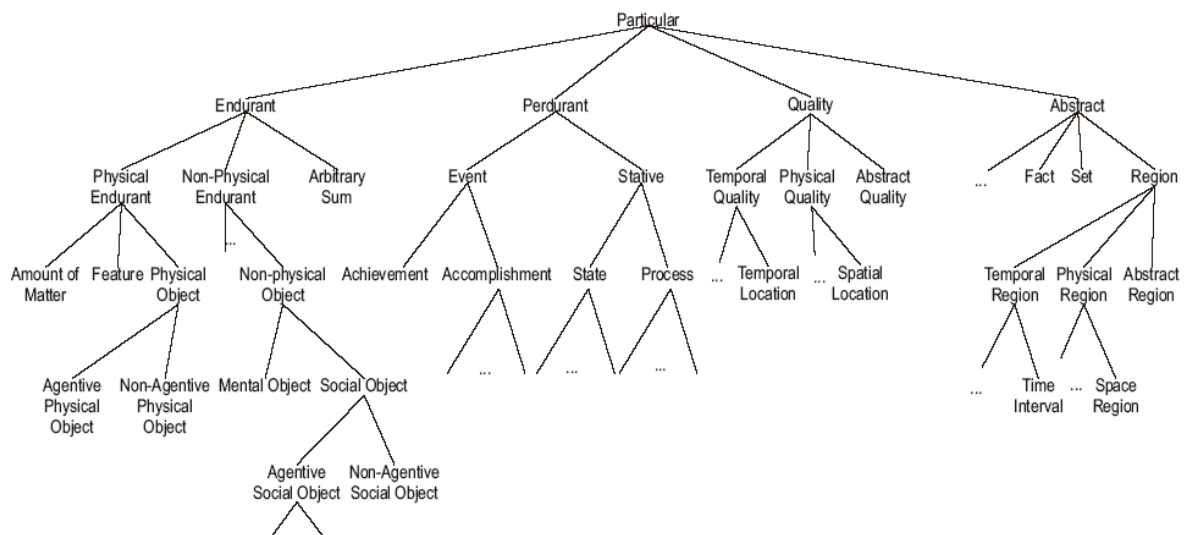 Particular
Endurant Perdurant Quality Abstract
Physical Non-Physical Arbitrary Event Stative Temporal Physical Abstract ... Fact Set Region
Endurant Endurant Sum Quality Quality Quality
...
Amount of Feature Physical Non-physical Achievement Accomplishment State Process ... Temporal ... Spatial Temporal Physical Abstract
Matter Object Object Location Location Region Region Region
... ... ...
Agentive Non-Agentive Mental Object Social Object ... Time ... Space
Physical Physical Interval Region
Object Object
Agentive Non-Agentive
Social Object Social Object